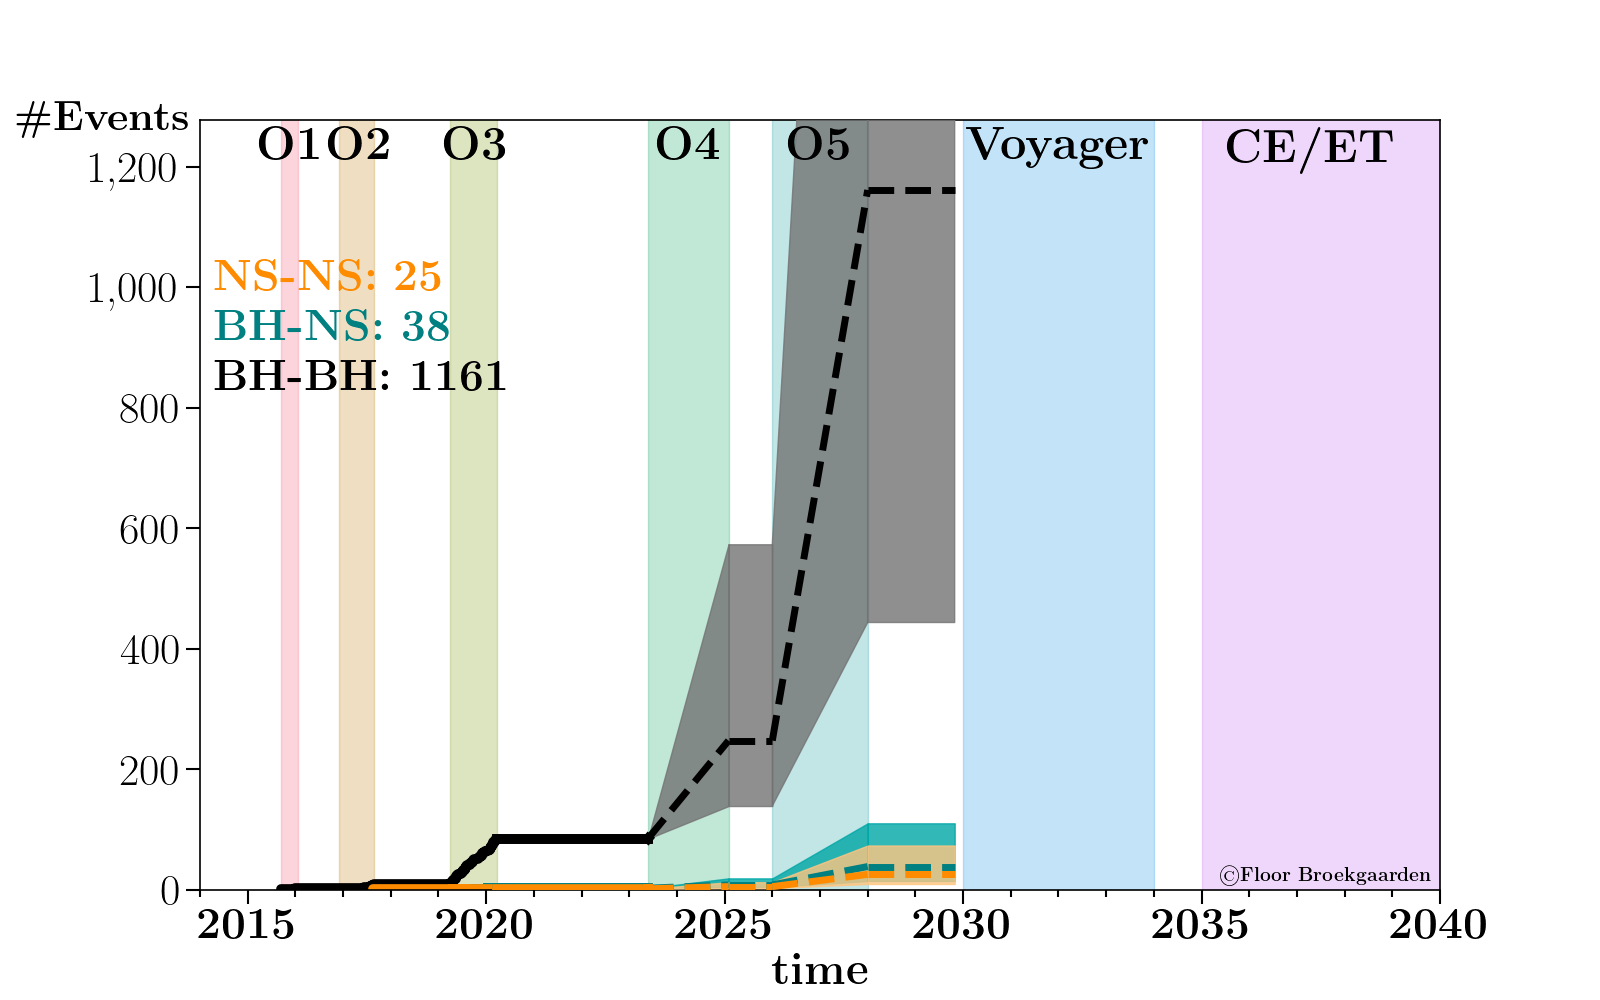 #Events
O1 O2 O3 O4 O5 Voyager CE/ET
1,200
NS-NS: 25
1,000
BH-NS: 38
BH-BH: 1161
800
600
400
200
©Floor Broekgaarden
0
2015 2020 2025 2030 2035 2040
time